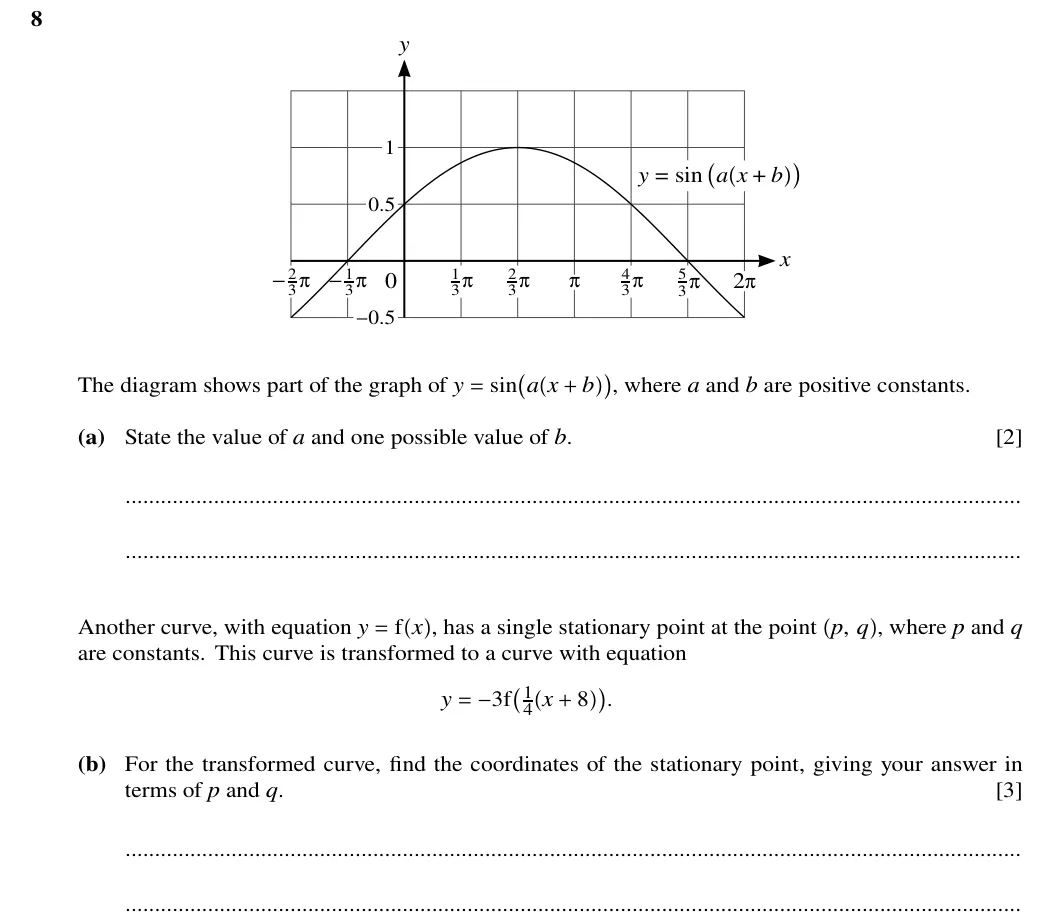 8
y
1
y = sin (a(x + b))
0.5
x
−2/3π −1/3π 0 1/3π 2/3π π 4/3π 5/3π 2π
−0.5
The diagram shows part of the graph of y = sin(a(x + b)), where a and b are positive constants.
(a) State the value of a and one possible value of b. [2]
Another curve, with equation y = f(x), has a single stationary point at the point (p, q), where p and q
are constants. This curve is transformed to a curve with equation
y = −3f(1/4(x + 8)).
(b) For the transformed curve, find the coordinates of the stationary point, giving your answer in
terms of p and q. [3]